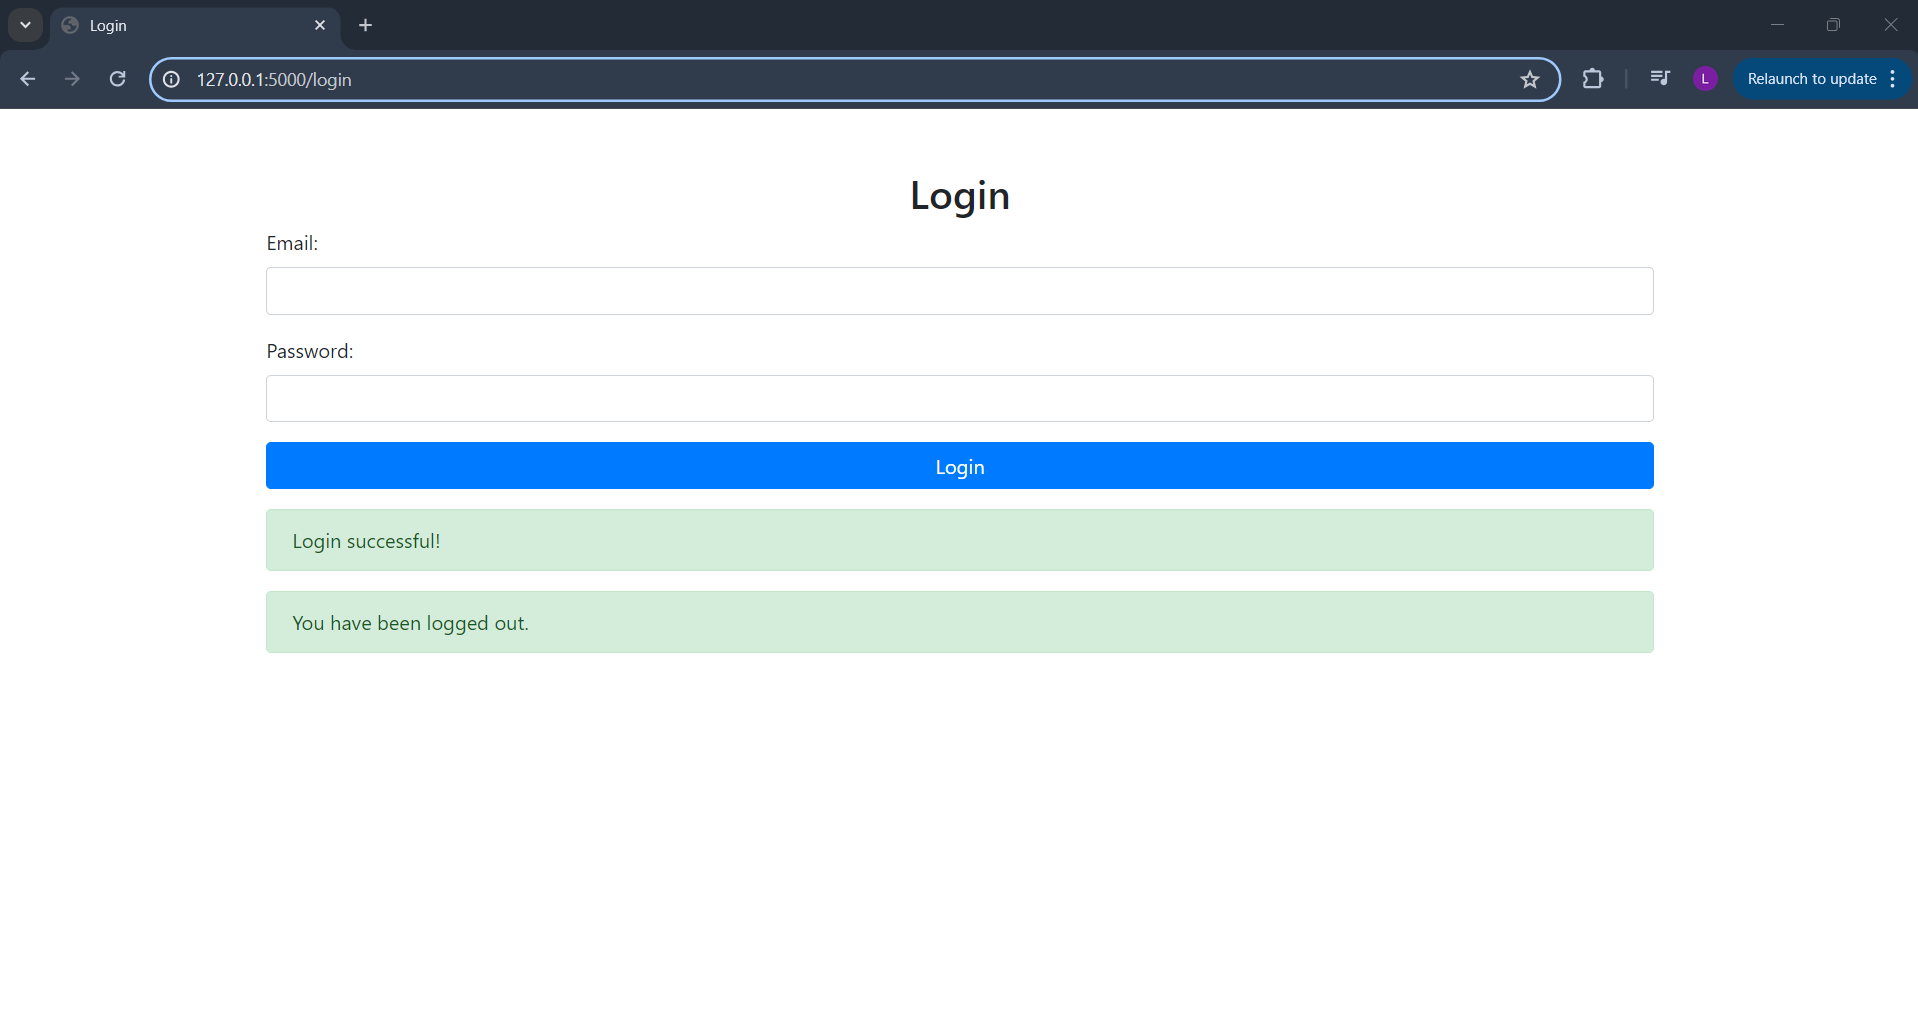 Login
127.0.0.1:5000/login
L
Relaunch to update
Login
Email:
Password:
Login
Login successful!
You have been logged out.